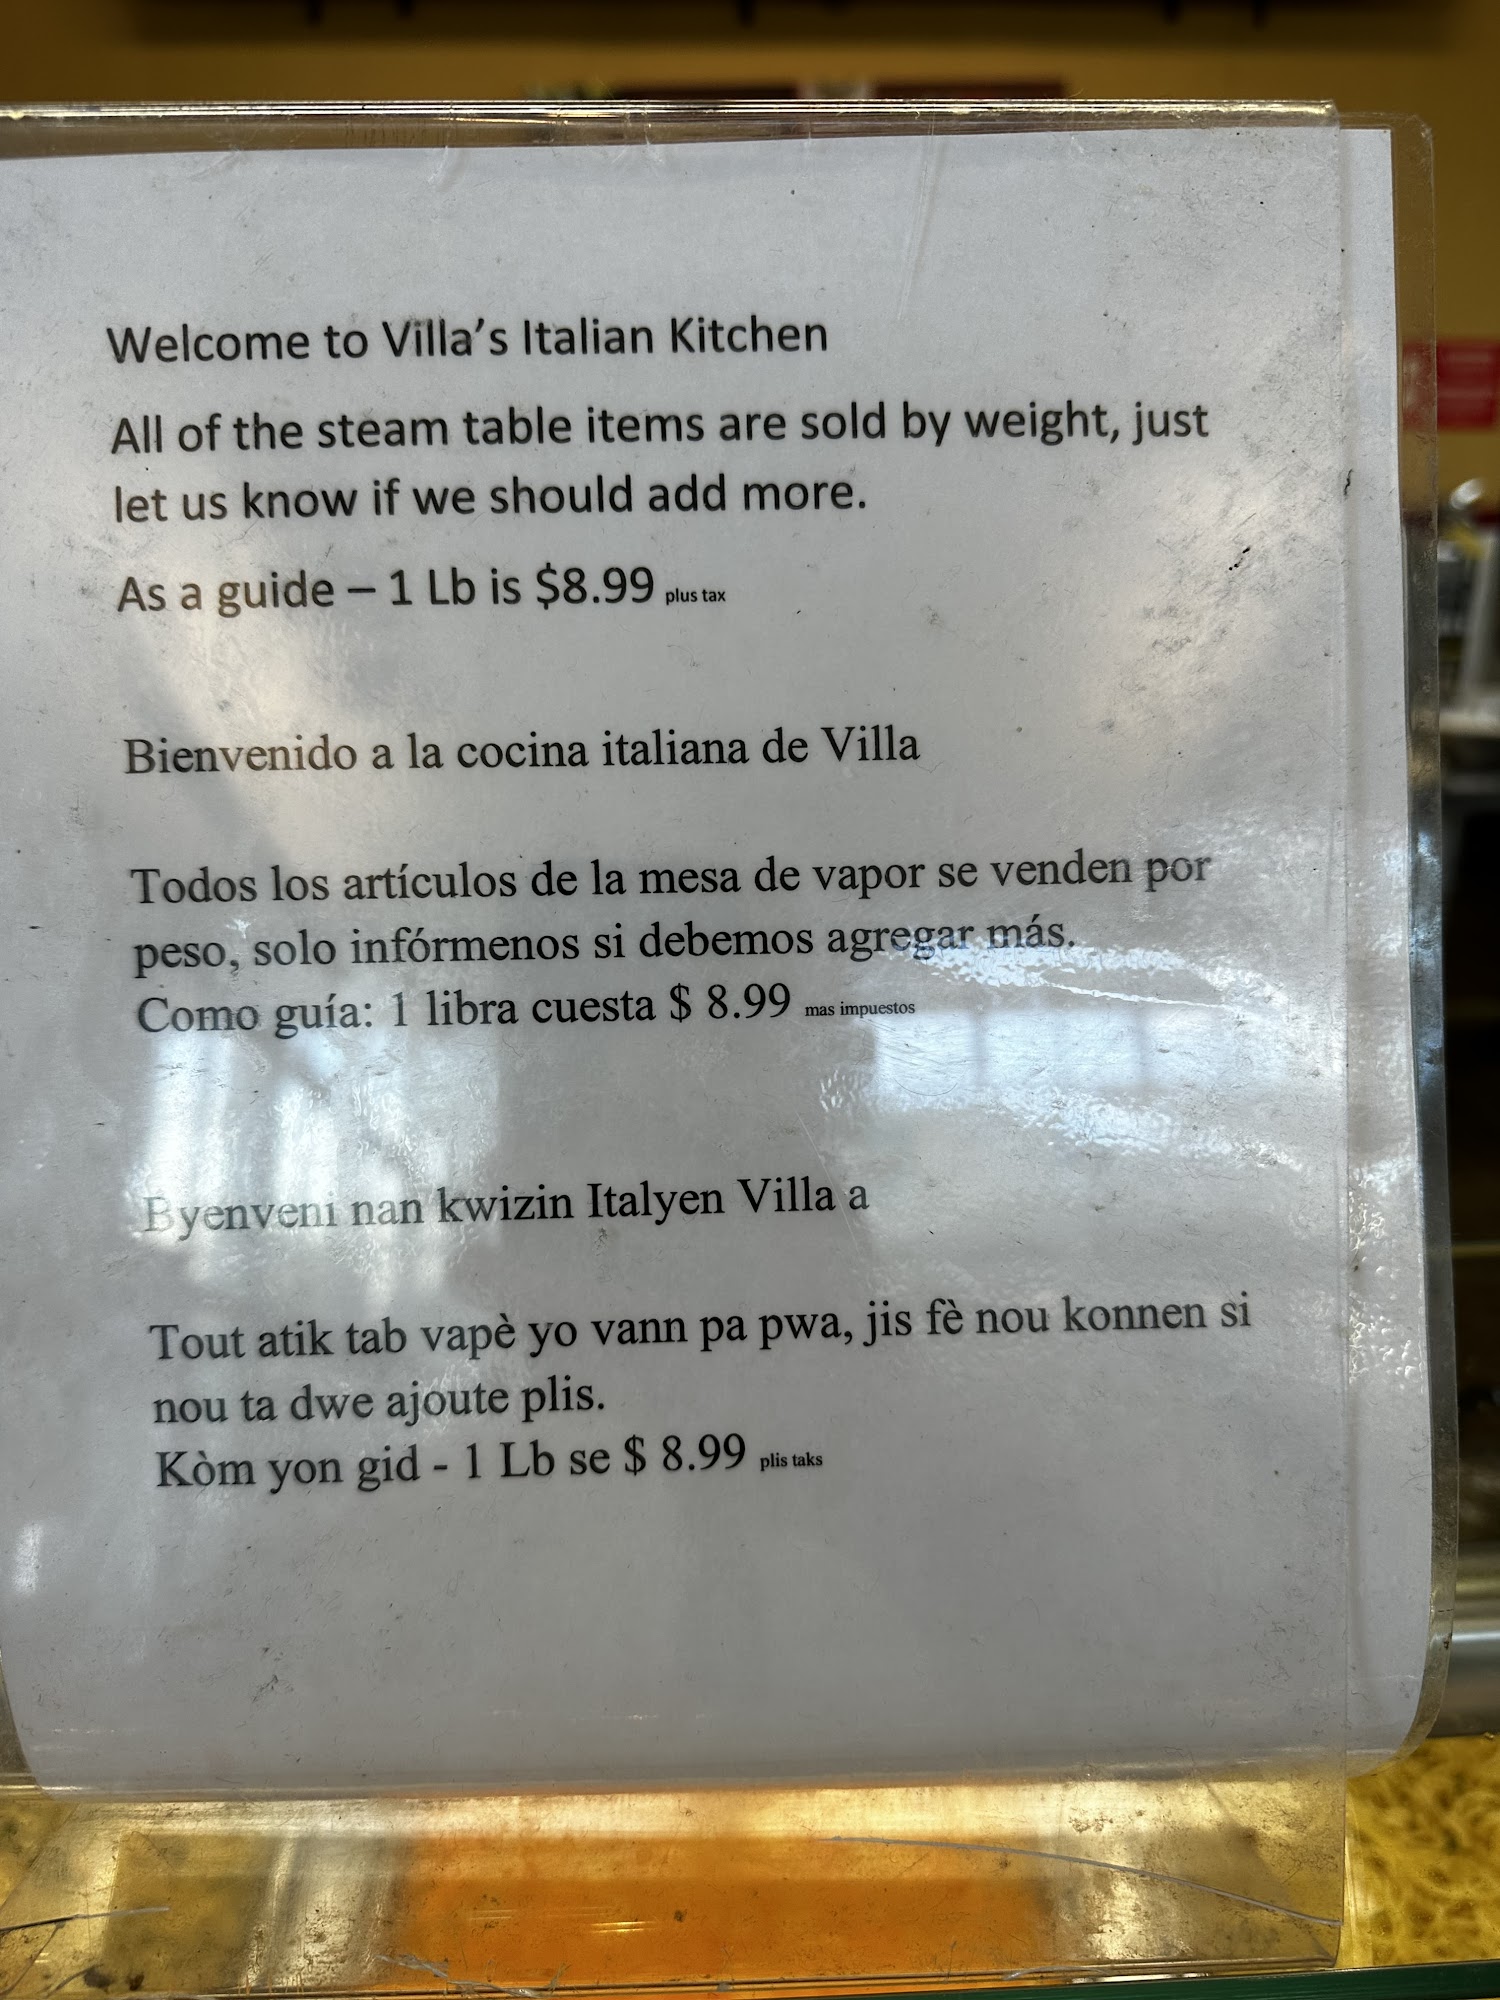 Welcome to Villa's Italian Kitchen
All of the steam table items are sold by weight, just
let us know if we should add more.
As a guide – 1 Lb is $8.99 plus tax
Bienvenido a la cocina italiana de Villa
Todos los artículos de la mesa de vapor se venden por
peso, solo infórmenos si debemos agregar más.
Como guía: 1 libra cuesta $ 8.99 mas impuestos
Byenveni nan kwizin Italyen Villa a
Tout atik tab vapè yo vann pa pwa, jis fè nou konnen si
nou ta dwe ajoute plis.
Kòm yon gid - 1 Lb se $ 8.99 plis taks